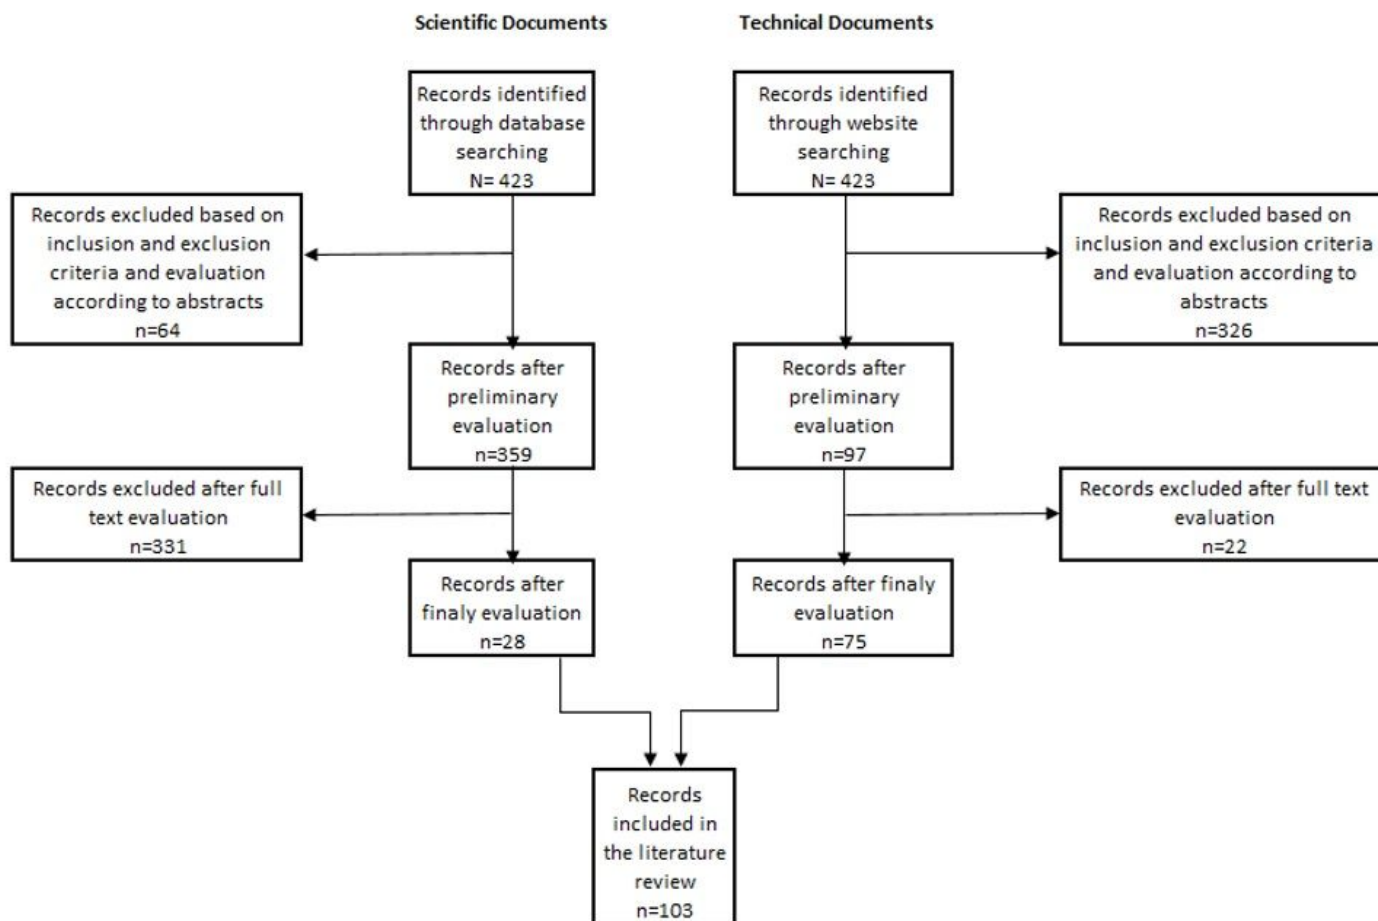 Scientific Documents
Technical Documents
Records identified
through database
searching
N= 423
Records identified
through website
searching
N= 423
Records excluded based on
inclusion and exclusion
criteria and evaluation
according to abstracts
n=64
Records excluded based on
inclusion and exclusion criteria
and evaluation according to
abstracts
n=326
Records after
preliminary
evaluation
n=359
Records after
preliminary
evaluation
n=97
Records excluded after full
text evaluation
n=331
Records excluded after full text
evaluation
n=22
Records after
finaly evaluation
n=28
Records after finaly
evaluation
n=75
Records
included in
the literature
review
n=103